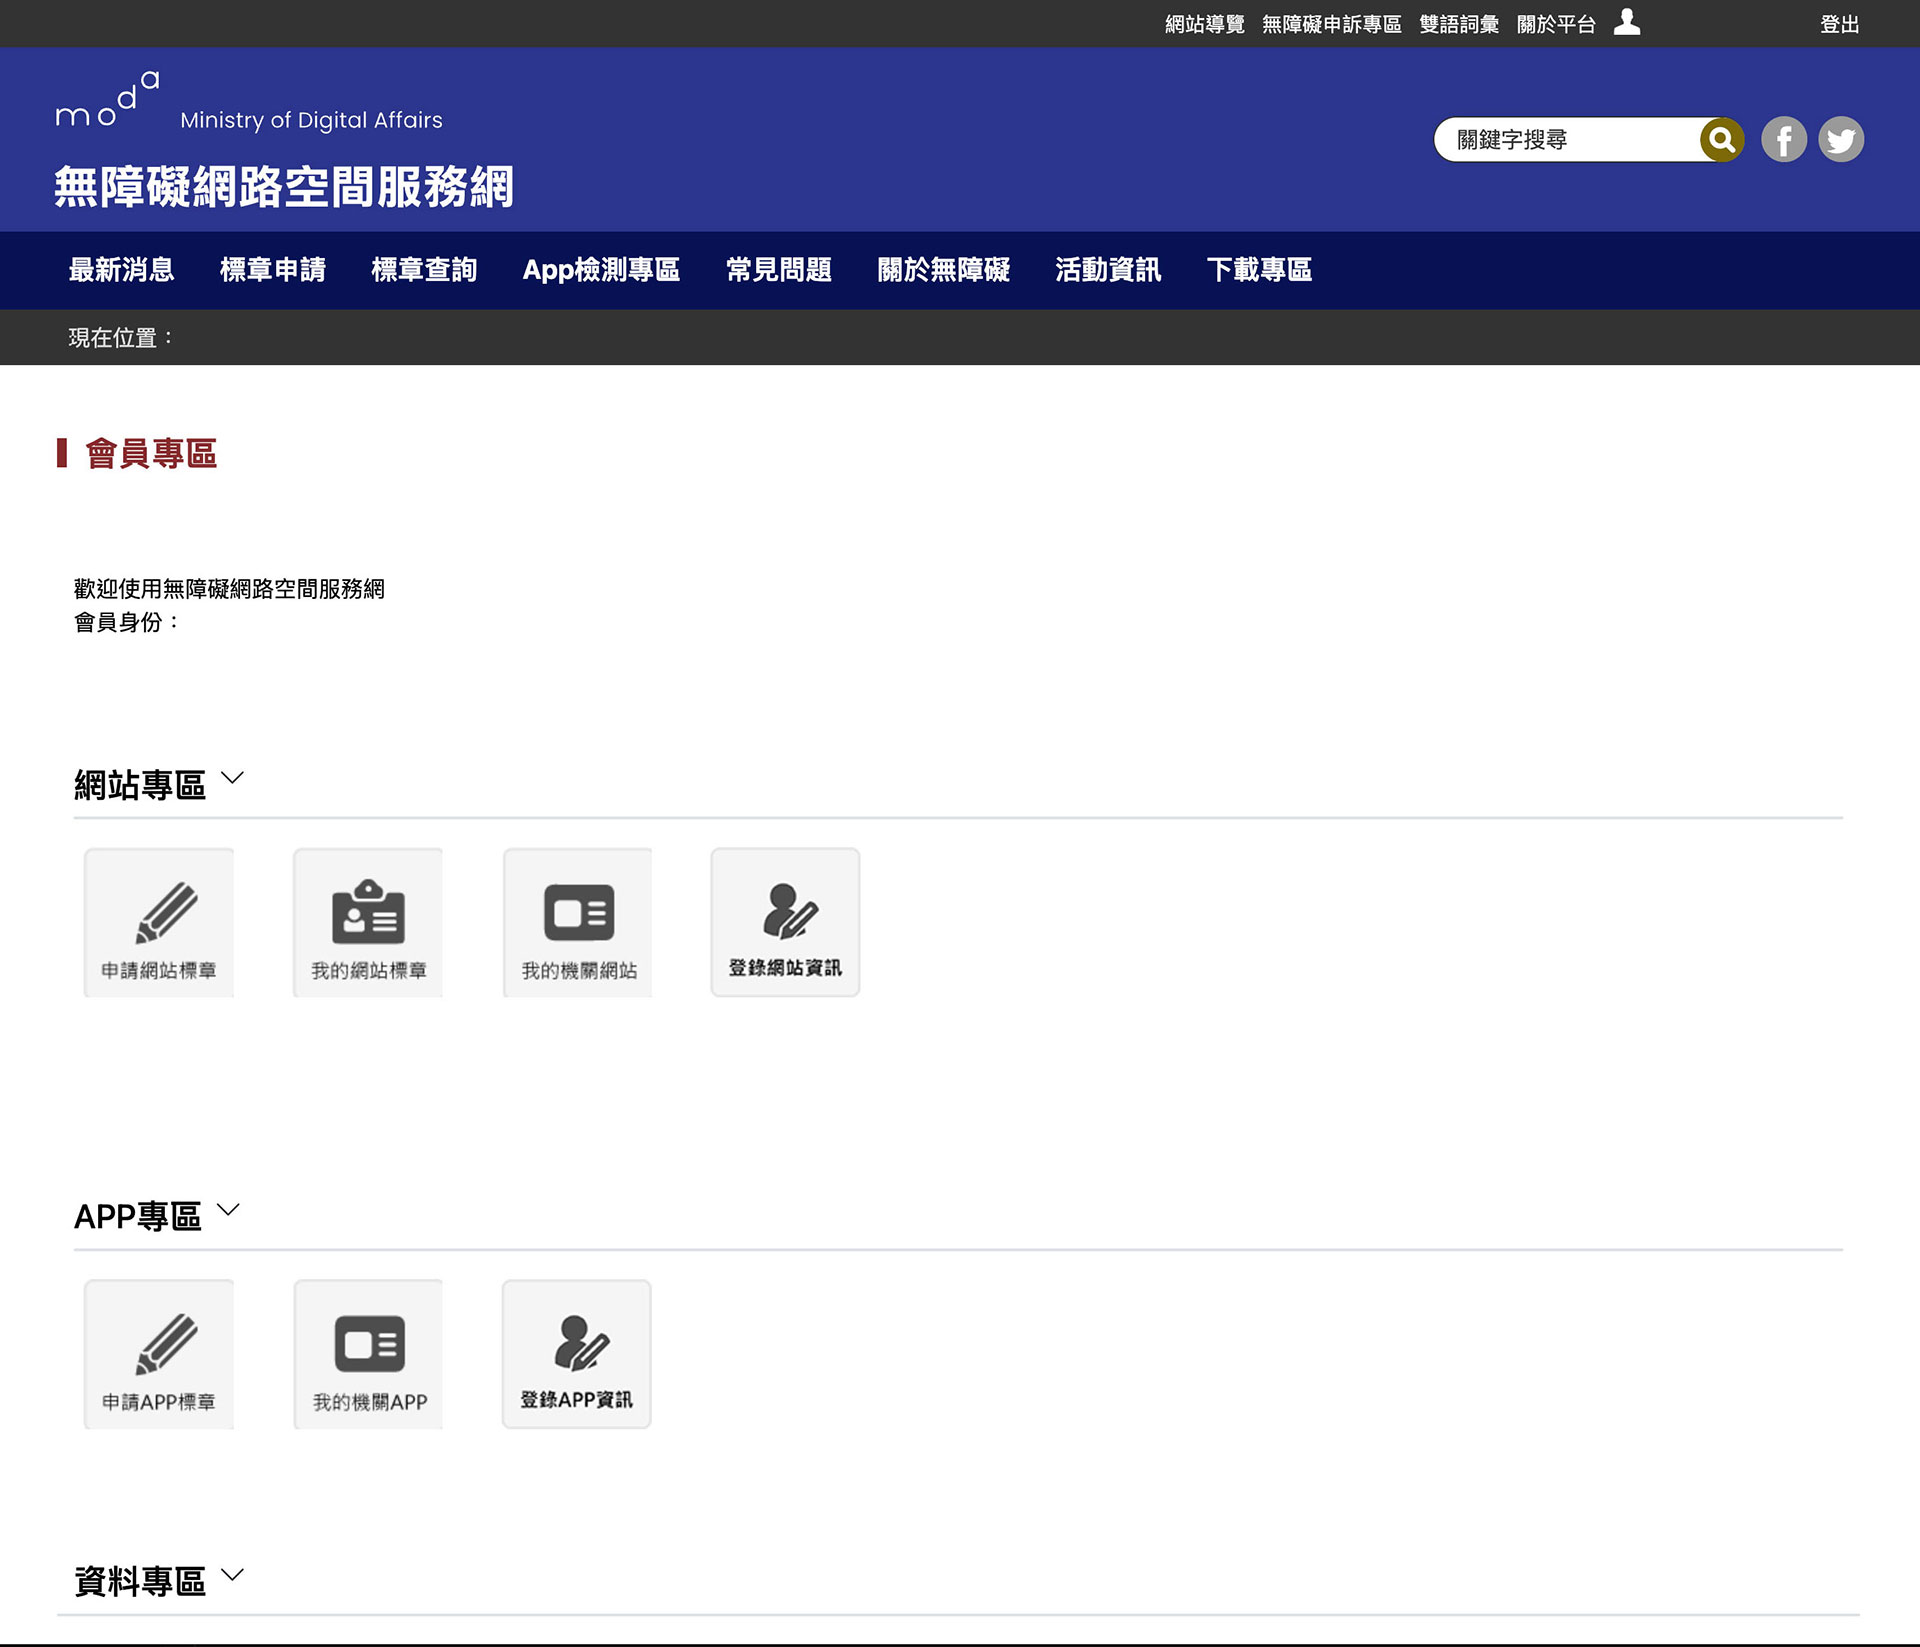 網站導覽 無障礙申訴專區 雙語詞彙 關於平台 登出
moda Ministry of Digital Affairs
無障礙網路空間服務網
關鍵字搜尋
最新消息 標章申請 標章查詢 App檢測專區 常見問題 關於無障礙 活動資訊 下載專區
現在位置：
會員專區
歡迎使用無障礙網路空間服務網
會員身份：
網站專區
申請網站標章 我的網站標章 我的機關網站 登錄網站資訊
APP專區
申請APP標章 我的機關APP 登錄APP資訊
資料專區